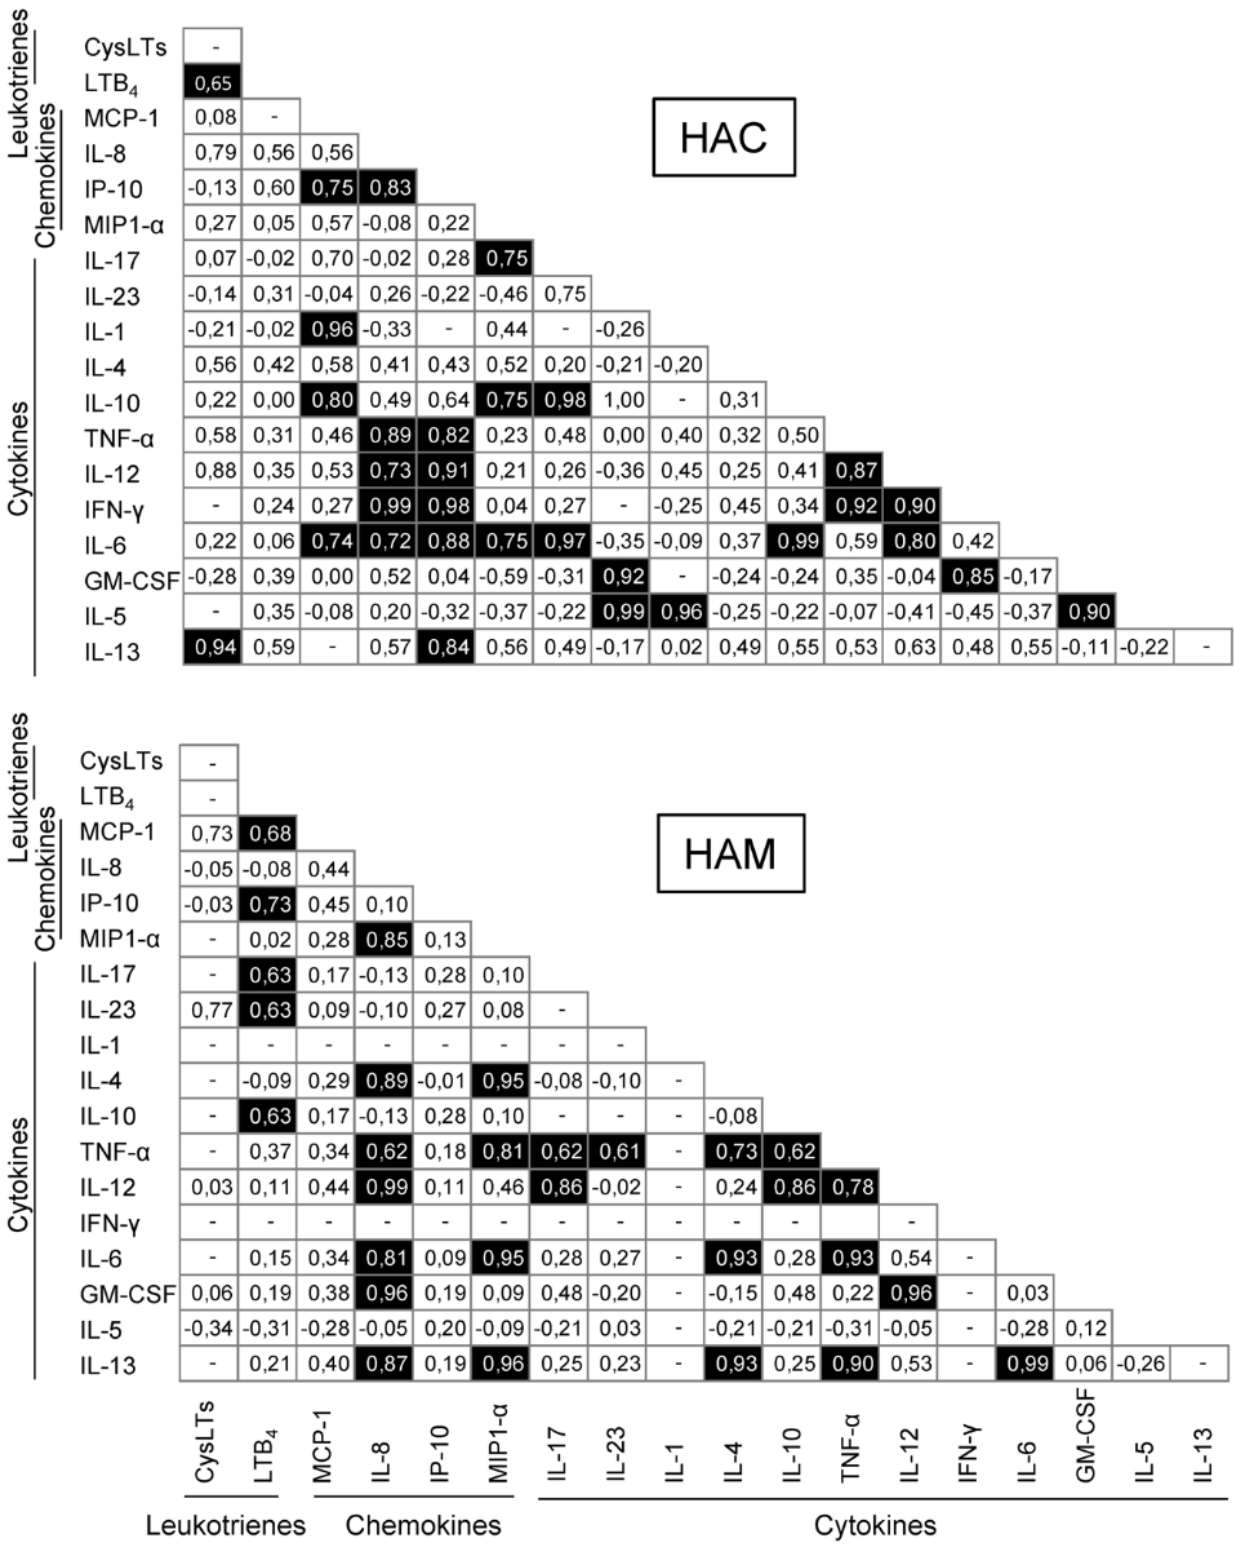 Leukotrienes
Chemokines
Cytokines
HAC
CysLTs -
LTB4 0,65
MCP-1 0,08 -
IL-8 0,79 0,56 0,56
IP-10 -0,13 0,60 0,75 0,83
MIP1-α 0,27 0,05 0,57 -0,08 0,22
IL-17 0,07 -0,02 0,70 -0,02 0,28 0,75
IL-23 -0,14 0,31 -0,04 0,26 -0,22 -0,46 0,75
IL-1 -0,21 -0,02 0,96 -0,33 - 0,44 - -0,26
IL-4 0,56 0,42 0,58 0,41 0,43 0,52 0,20 -0,21 -0,20
IL-10 0,22 0,00 0,80 0,49 0,64 0,75 0,98 1,00 - 0,31
TNF-α 0,58 0,31 0,46 0,89 0,82 0,23 0,48 0,00 0,40 0,32 0,50
IL-12 0,88 0,35 0,53 0,73 0,91 0,21 0,26 -0,36 0,45 0,25 0,41 0,87
IFN-γ - 0,24 0,27 0,99 0,98 0,04 0,27 - -0,25 0,45 0,34 0,92 0,90
IL-6 0,22 0,06 0,74 0,72 0,88 0,75 0,97 -0,35 -0,09 0,37 0,99 0,59 0,80 0,42
GM-CSF -0,28 0,39 0,00 0,52 0,04 -0,59 -0,31 0,92 - -0,24 -0,24 0,35 -0,04 0,85 -0,17
IL-5 - 0,35 -0,08 0,20 -0,32 -0,37 -0,22 0,99 0,96 -0,25 -0,22 -0,07 -0,41 -0,45 -0,37 0,90
IL-13 0,94 0,59 - 0,57 0,84 0,56 0,49 -0,17 0,02 0,49 0,55 0,53 0,63 0,48 0,55 -0,11 -0,22 -
Leukotrienes
Chemokines
Cytokines
HAM
CysLTs -
LTB4 -
MCP-1 0,73 0,68
IL-8 -0,05 -0,08 0,44
IP-10 -0,03 0,73 0,45 0,10
MIP1-α - 0,02 0,28 0,85 0,13
IL-17 - 0,63 0,17 -0,13 0,28 0,10
IL-23 0,77 0,63 0,09 -0,10 0,27 0,08 -
IL-1 - - - - - - - -
IL-4 - -0,09 0,29 0,89 -0,01 0,95 -0,08 -0,10 -
IL-10 - 0,63 0,17 -0,13 0,28 0,10 - - - -0,08
TNF-α - 0,37 0,34 0,62 0,18 0,81 0,62 0,61 - 0,73 0,62
IL-12 0,03 0,11 0,44 0,99 0,11 0,46 0,86 -0,02 - 0,24 0,86 0,78
IFN-γ - - - - - - - - - - - - -
IL-6 - 0,15 0,34 0,81 0,09 0,95 0,28 0,27 - 0,93 0,28 0,93 0,54 -
GM-CSF 0,06 0,19 0,38 0,96 0,19 0,09 0,48 -0,20 - -0,15 0,48 0,22 0,96 - 0,03
IL-5 -0,34 -0,31 -0,28 -0,05 0,20 -0,09 -0,21 0,03 - -0,21 -0,21 -0,31 -0,05 - -0,28 0,12
IL-13 - 0,21 0,40 0,87 0,19 0,96 0,25 0,23 - 0,93 0,25 0,90 0,53 - 0,99 0,06 -0,26 -
CysLTs LTB4 MCP-1 IL-8 IP-10 MIP1-α IL-17 IL-23 IL-1 IL-4 IL-10 TNF-α IL-12 IFN-γ IL-6 GM-CSF IL-5 IL-13
Leukotrienes Chemokines Cytokines